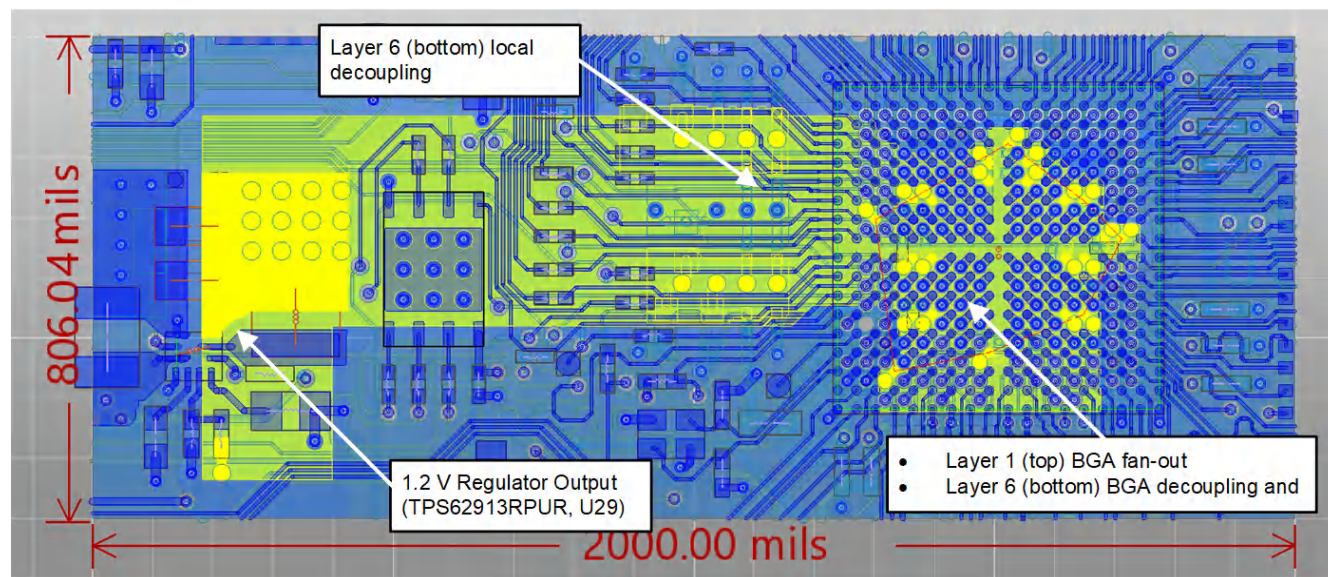 Layer 6 (bottom) local
decoupling
806.04 mils
1.2 V Regulator Output
(TPS62913RPUR, U29)
• Layer 1 (top) BGA fan-out
• Layer 6 (bottom) BGA decoupling and
2000.00 mils